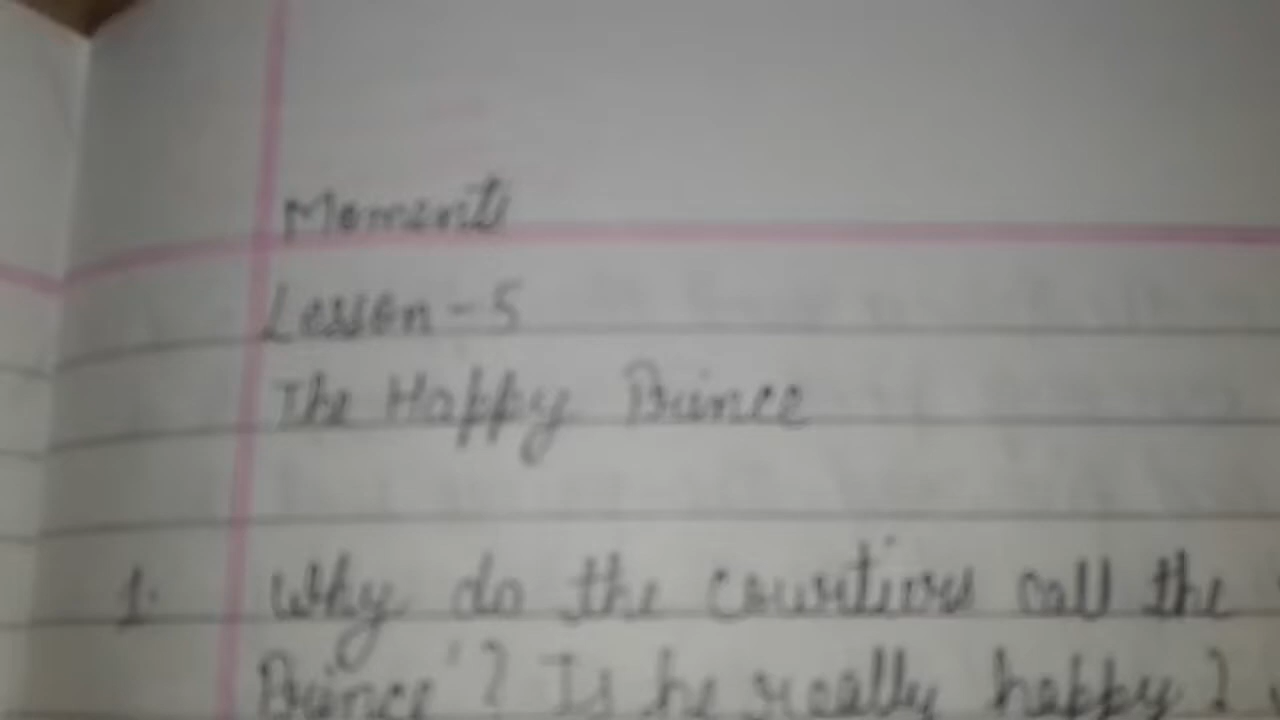 Moments
Lesson - 5
The Happy Prince
1. Why do the courtiers call the
Prince'? Is he really happy?